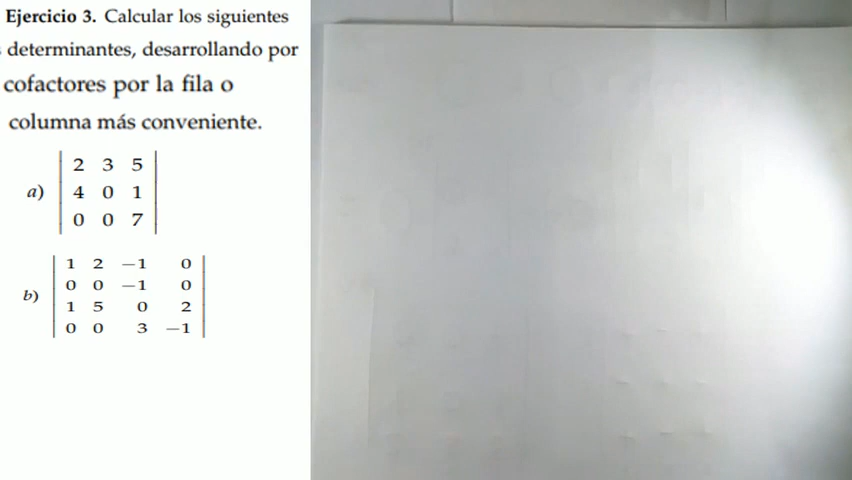 Ejercicio 3. Calcular los siguientes
determinantes, desarrollando por
cofactores por la fila o
columna más conveniente.
a) | 2 3 5 |
| 4 0 1 |
| 0 0 7 |
b) | 1 2 −1 0 |
| 0 0 −1 0 |
| 1 5 0 2 |
| 0 0 3 −1 |